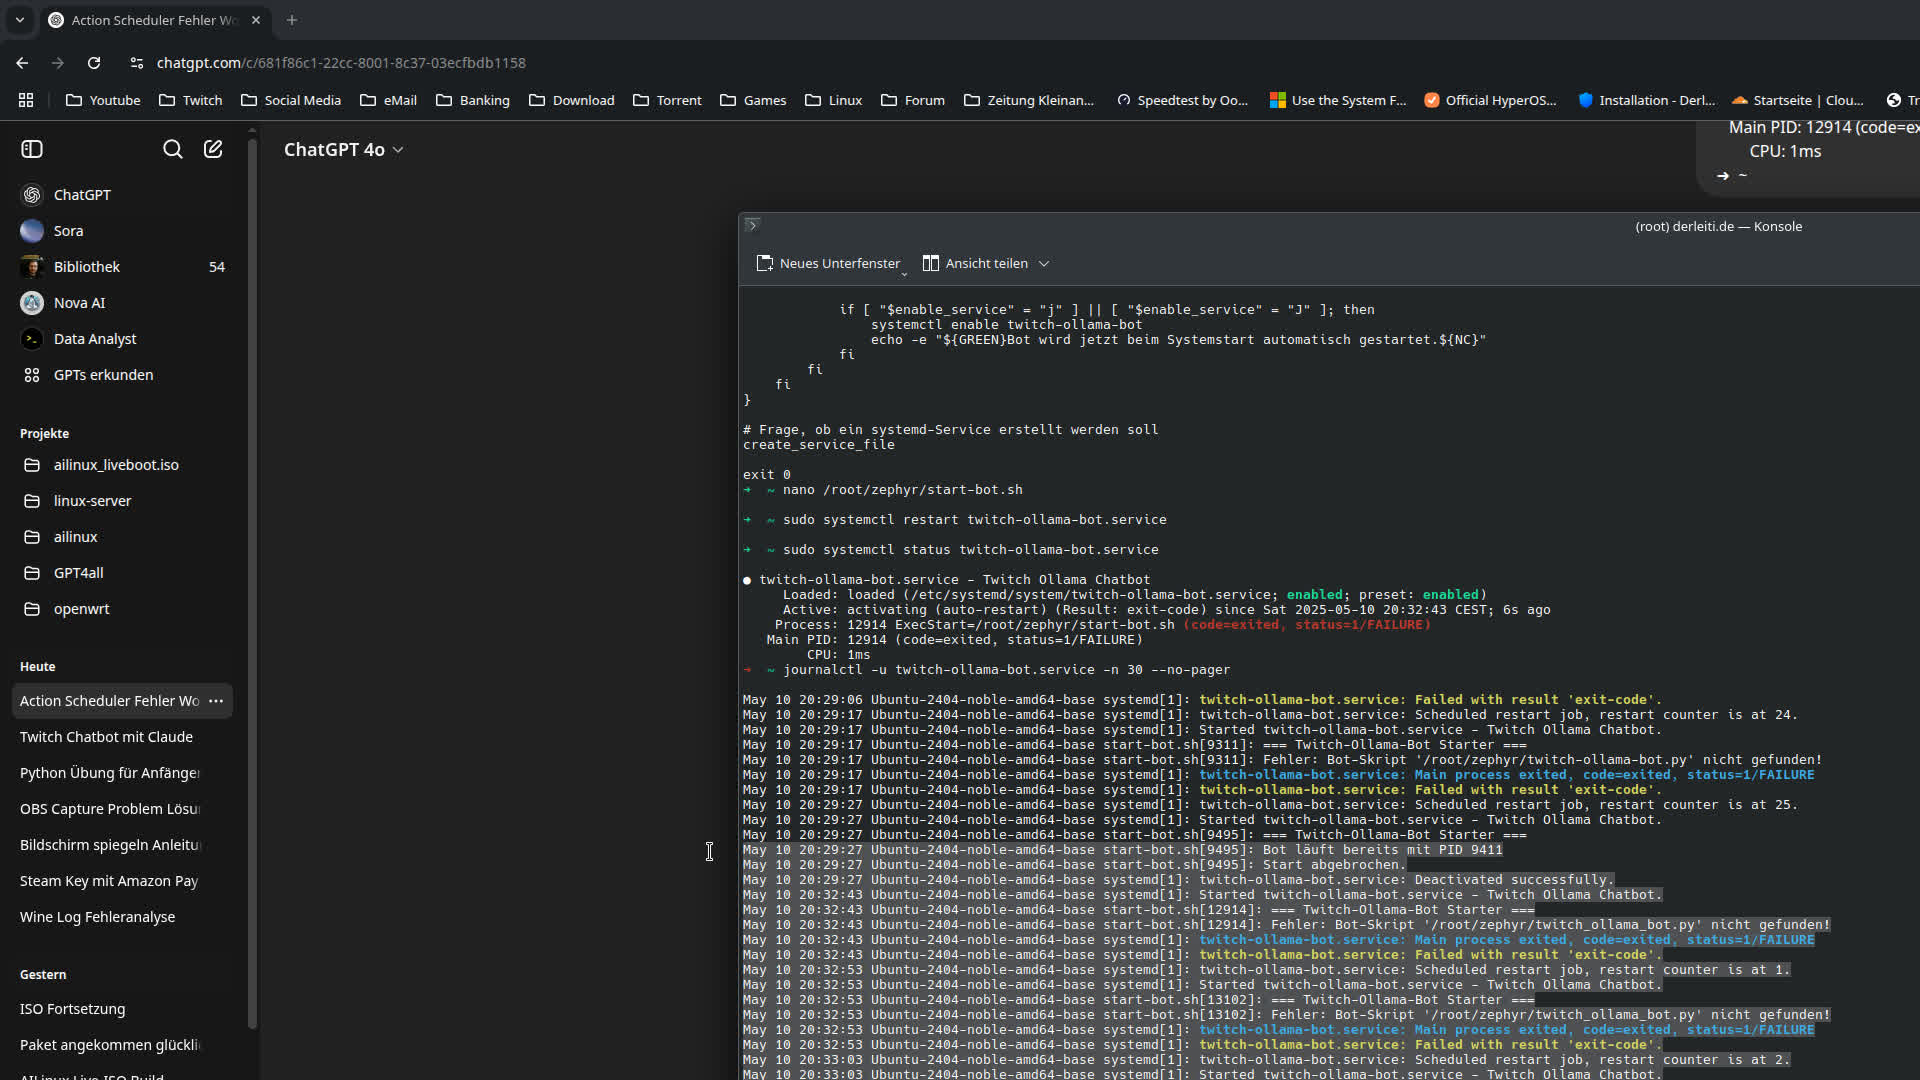 Action Scheduler Fehler Wo
chatgpt.com/c/681f86c1-22cc-8001-8c37-03ecfbdb1158
Youtube Twitch Social Media eMail Banking Download Torrent Games Linux Forum Zeitung Kleinan... Speedtest by Oo... Use the System F... Official HyperOS... Installation - Derl... Startseite | Clou... Tr
ChatGPT
Sora
Bibliothek 54
Nova AI
Data Analyst
GPTs erkunden
Projekte
ailinux_liveboot.iso
linux-server
ailinux
GPT4all
openwrt
Heute
Action Scheduler Fehler Wo
Twitch Chatbot mit Claude
Python Übung für Anfänger
OBS Capture Problem Lösu
Bildschirm spiegeln Anleitu
Steam Key mit Amazon Pay
Wine Log Fehleranalyse
Gestern
ISO Fortsetzung
Paket angekommen glückli
AILinux Live ISO Build
ChatGPT 4o
Main PID: 12914 (code=ex
CPU: 1ms
➜ ~
(root) derleiti.de — Konsole
Neues Unterfenster Ansicht teilen
if [ "$enable_service" = "j" ] || [ "$enable_service" = "J" ]; then
systemctl enable twitch-ollama-bot
echo -e "${GREEN}Bot wird jetzt beim Systemstart automatisch gestartet.${NC}"
fi
fi
fi
}
# Frage, ob ein systemd-Service erstellt werden soll
create_service_file
exit 0
➜ ~ nano /root/zephyr/start-bot.sh
➜ ~ sudo systemctl restart twitch-ollama-bot.service
➜ ~ sudo systemctl status twitch-ollama-bot.service
● twitch-ollama-bot.service - Twitch Ollama Chatbot
Loaded: loaded (/etc/systemd/system/twitch-ollama-bot.service; enabled; preset: enabled)
Active: activating (auto-restart) (Result: exit-code) since Sat 2025-05-10 20:32:43 CEST; 6s ago
Process: 12914 ExecStart=/root/zephyr/start-bot.sh (code=exited, status=1/FAILURE)
Main PID: 12914 (code=exited, status=1/FAILURE)
CPU: 1ms
➜ ~ journalctl -u twitch-ollama-bot.service -n 30 --no-pager
May 10 20:29:06 Ubuntu-2404-noble-amd64-base systemd[1]: twitch-ollama-bot.service: Failed with result 'exit-code'.
May 10 20:29:17 Ubuntu-2404-noble-amd64-base systemd[1]: twitch-ollama-bot.service: Scheduled restart job, restart counter is at 24.
May 10 20:29:17 Ubuntu-2404-noble-amd64-base systemd[1]: Started twitch-ollama-bot.service - Twitch Ollama Chatbot.
May 10 20:29:17 Ubuntu-2404-noble-amd64-base start-bot.sh[9311]: === Twitch-Ollama-Bot Starter ===
May 10 20:29:17 Ubuntu-2404-noble-amd64-base start-bot.sh[9311]: Fehler: Bot-Skript '/root/zephyr/twitch-ollama-bot.py' nicht gefunden!
May 10 20:29:17 Ubuntu-2404-noble-amd64-base systemd[1]: twitch-ollama-bot.service: Main process exited, code=exited, status=1/FAILURE
May 10 20:29:17 Ubuntu-2404-noble-amd64-base systemd[1]: twitch-ollama-bot.service: Failed with result 'exit-code'.
May 10 20:29:27 Ubuntu-2404-noble-amd64-base systemd[1]: twitch-ollama-bot.service: Scheduled restart job, restart counter is at 25.
May 10 20:29:27 Ubuntu-2404-noble-amd64-base systemd[1]: Started twitch-ollama-bot.service - Twitch Ollama Chatbot.
May 10 20:29:27 Ubuntu-2404-noble-amd64-base start-bot.sh[9495]: === Twitch-Ollama-Bot Starter ===
May 10 20:29:27 Ubuntu-2404-noble-amd64-base start-bot.sh[9495]: Bot läuft bereits mit PID 9411
May 10 20:29:27 Ubuntu-2404-noble-amd64-base start-bot.sh[9495]: Start abgebrochen.
May 10 20:29:27 Ubuntu-2404-noble-amd64-base systemd[1]: twitch-ollama-bot.service: Deactivated successfully.
May 10 20:32:43 Ubuntu-2404-noble-amd64-base systemd[1]: Started twitch-ollama-bot.service - Twitch Ollama Chatbot.
May 10 20:32:43 Ubuntu-2404-noble-amd64-base start-bot.sh[12914]: === Twitch-Ollama-Bot Starter ===
May 10 20:32:43 Ubuntu-2404-noble-amd64-base start-bot.sh[12914]: Fehler: Bot-Skript '/root/zephyr/twitch_ollama_bot.py' nicht gefunden!
May 10 20:32:43 Ubuntu-2404-noble-amd64-base systemd[1]: twitch-ollama-bot.service: Main process exited, code=exited, status=1/FAILURE
May 10 20:32:43 Ubuntu-2404-noble-amd64-base systemd[1]: twitch-ollama-bot.service: Failed with result 'exit-code'.
May 10 20:32:53 Ubuntu-2404-noble-amd64-base systemd[1]: twitch-ollama-bot.service: Scheduled restart job, restart counter is at 1.
May 10 20:32:53 Ubuntu-2404-noble-amd64-base systemd[1]: Started twitch-ollama-bot.service - Twitch Ollama Chatbot.
May 10 20:32:53 Ubuntu-2404-noble-amd64-base start-bot.sh[13102]: === Twitch-Ollama-Bot Starter ===
May 10 20:32:53 Ubuntu-2404-noble-amd64-base start-bot.sh[13102]: Fehler: Bot-Skript '/root/zephyr/twitch_ollama_bot.py' nicht gefunden!
May 10 20:32:53 Ubuntu-2404-noble-amd64-base systemd[1]: twitch-ollama-bot.service: Main process exited, code=exited, status=1/FAILURE
May 10 20:32:53 Ubuntu-2404-noble-amd64-base systemd[1]: twitch-ollama-bot.service: Failed with result 'exit-code'.
May 10 20:33:03 Ubuntu-2404-noble-amd64-base systemd[1]: twitch-ollama-bot.service: Scheduled restart job, restart counter is at 2.
May 10 20:33:03 Ubuntu-2404-noble-amd64-base systemd[1]: Started twitch-ollama-bot.service - Twitch Ollama Chatbot.